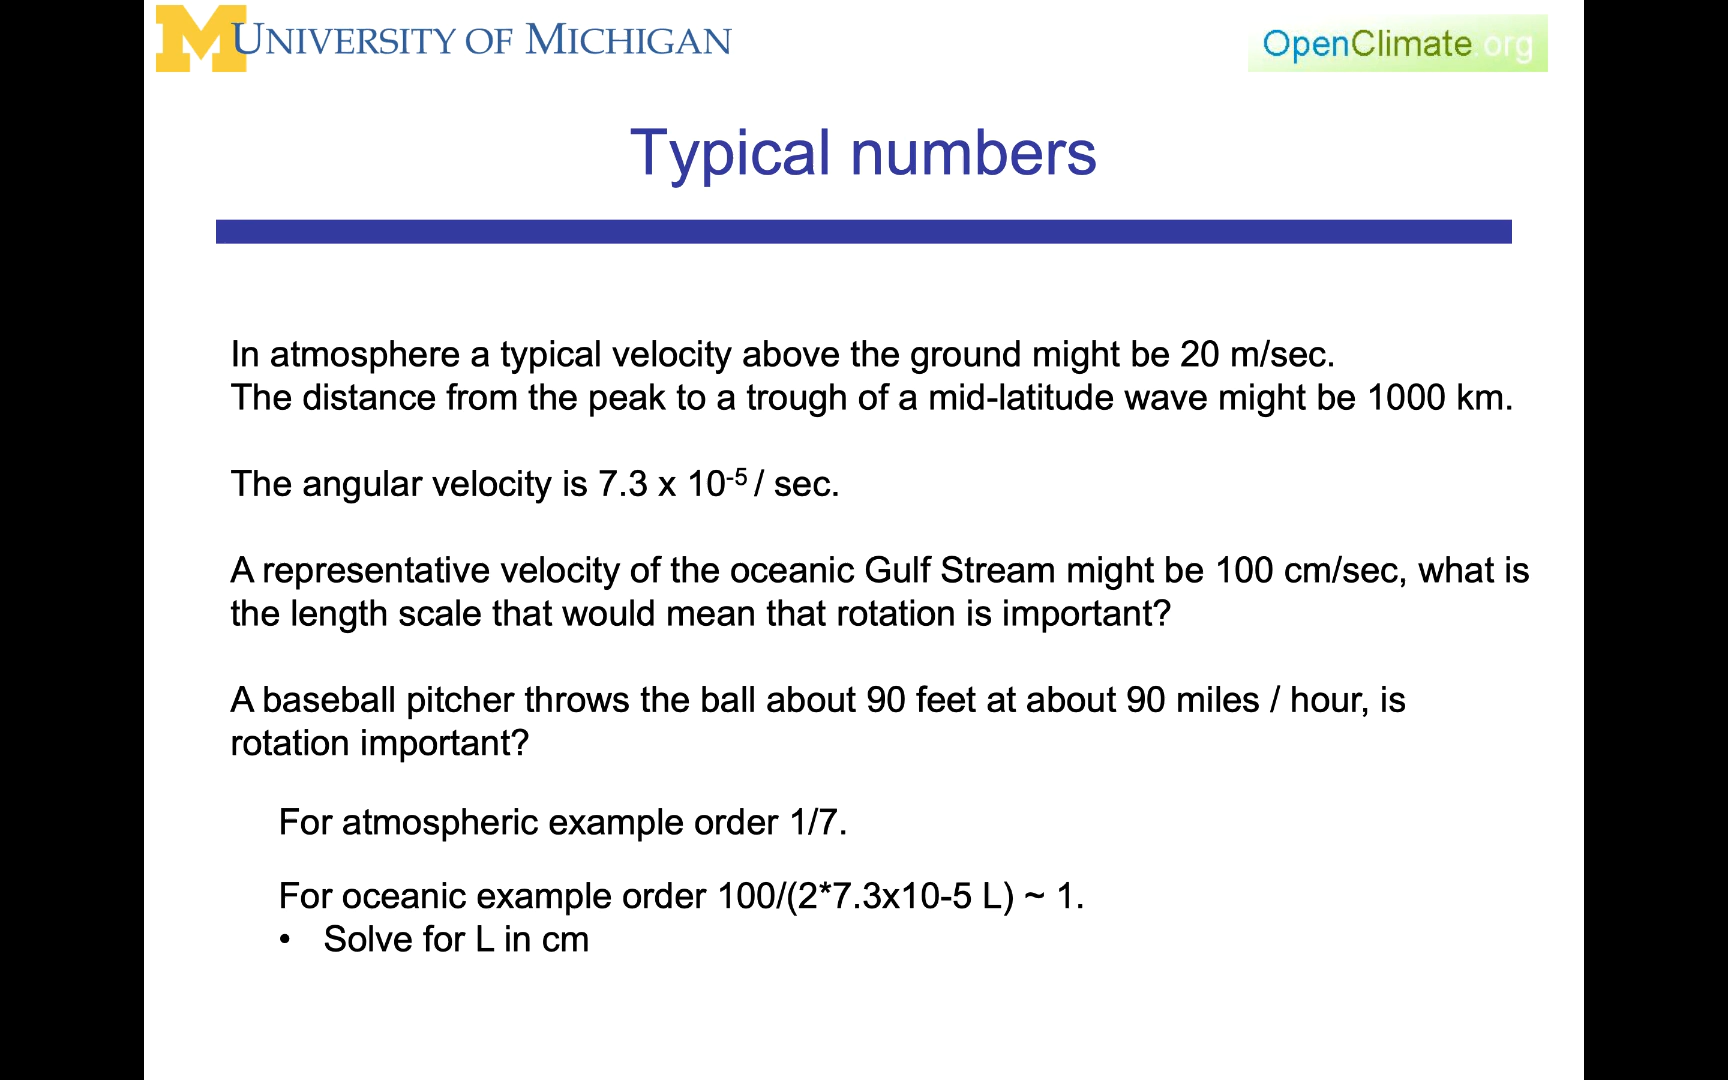 UNIVERSITY OF MICHIGAN
OpenClimate.org
Typical numbers
In atmosphere a typical velocity above the ground might be 20 m/sec.
The distance from the peak to a trough of a mid-latitude wave might be 1000 km.
The angular velocity is 7.3 x 10⁻⁵ / sec.
A representative velocity of the oceanic Gulf Stream might be 100 cm/sec, what is
the length scale that would mean that rotation is important?
A baseball pitcher throws the ball about 90 feet at about 90 miles / hour, is
rotation important?
For atmospheric example order 1/7.
For oceanic example order 100/(2*7.3x10-5 L) ~ 1.
• Solve for L in cm